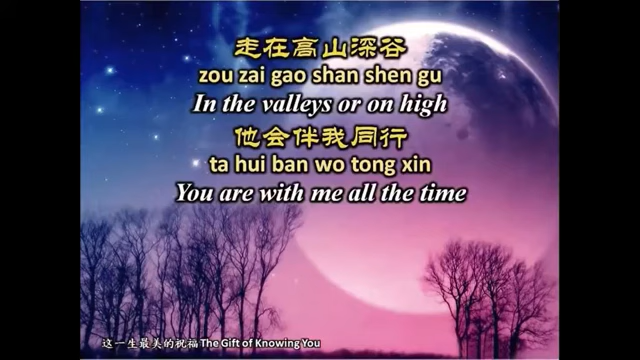 走在高山深谷
zou zai gao shan shen gu
In the valleys or on high
他会伴我同行
ta hui ban wo tong xin
You are with me all the time
这一生最美的祝福 The Gift of Knowing You